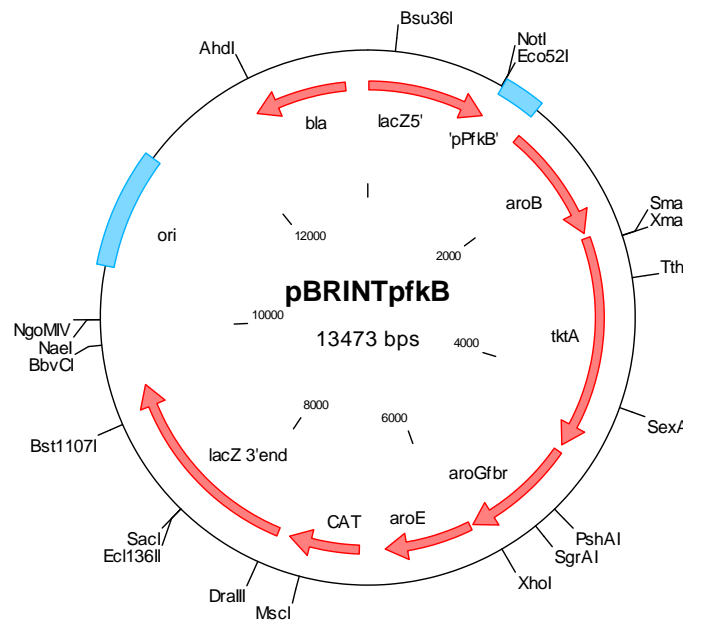 Bsu36I
NotI
Eco52I
AhdI
bla
lacZ5'
'pPfkB'
aroB
Sma
Xma
Tth
ori
12000
2000
pBRINTpfkB
10000
13473 bps
4000
tktA
NgoMIV
NaeI
BbvCI
8000
6000
SexA
Bst1107I
lacZ 3'end
aroGfbr
CAT
aroE
SacI
Ecl136II
PshAI
SgrAI
XhoI
DraIII
MscI